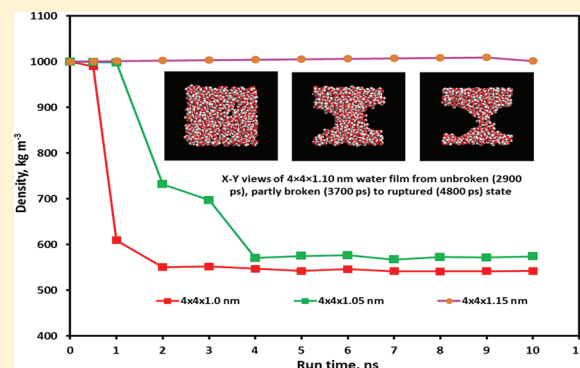 1100
1000
900
800
700
600
500
400
Density, kg m⁻³
X-Y views of 4×4×1.10 nm water film from unbroken (2900
ps), partly broken (3700 ps) to ruptured (4800 ps) state
4x4x1.0 nm
4x4x1.05 nm
4x4x1.15 nm
0 1 2 3 4 5 6 7 8 9 10
Run time, ns